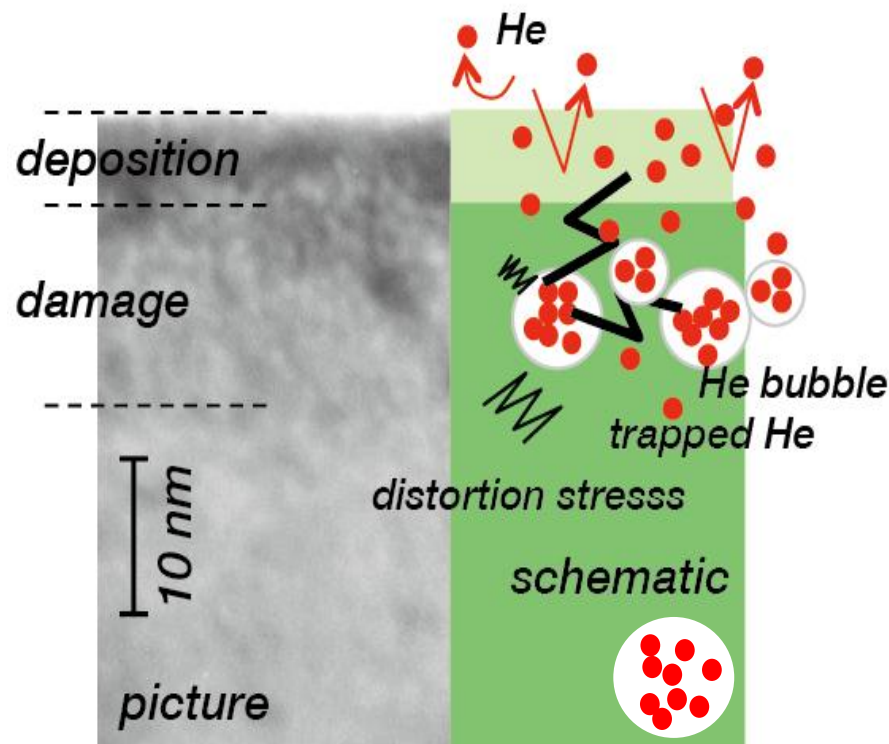 He
deposition
damage
He bubble
trapped He
distortion stresss
10 nm
schematic
picture